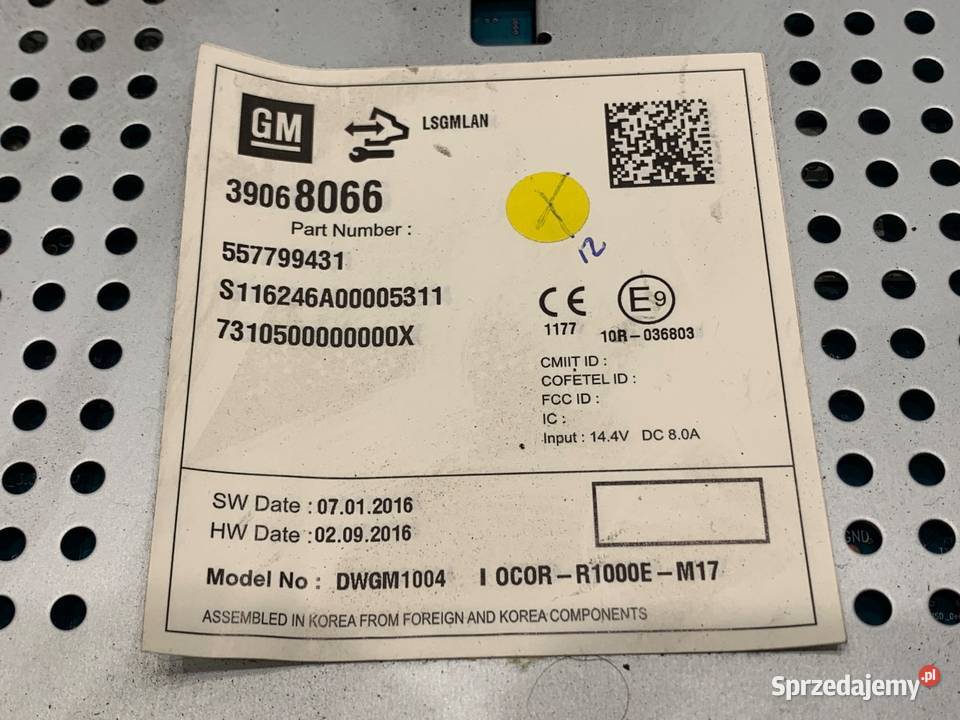 GM
LSGMLAN
39068066
Part Number :
557799431
S116246A00005311
7310500000000X
X
12
CE
1177
E9
10R-036803
CMIIT ID :
COFETEL ID :
FCC ID :
IC :
Input : 14.4V DC 8.0A
SW Date : 07.01.2016
HW Date : 02.09.2016
Model No : DWGM1004 I OCOR-R1000E-M17
ASSEMBLED IN KOREA FROM FOREIGN AND KOREA COMPONENTS
GND
Sprzedajemy.pl